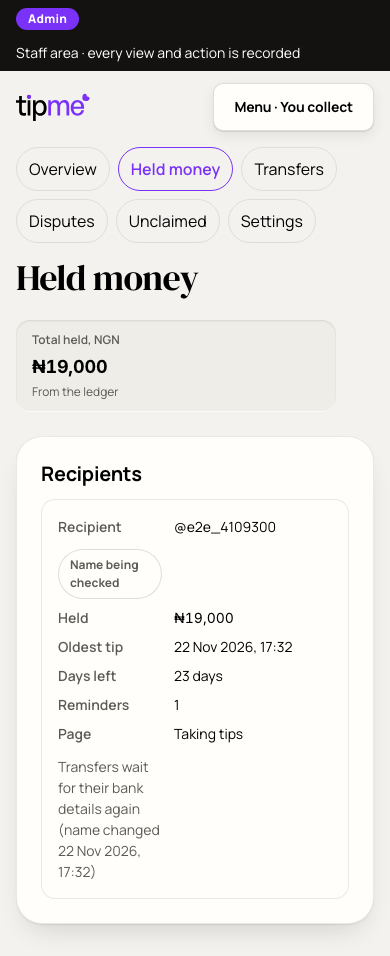 Admin
Staff area · every view and action is recorded
tipme
Menu · You collect
Overview
Held money
Transfers
Disputes
Unclaimed
Settings
Held money
Total held, NGN
₦19,000
From the ledger
Recipients
Recipient @e2e_4109300
Name being
checked
Held ₦19,000
Oldest tip 22 Nov 2026, 17:32
Days left 23 days
Reminders 1
Page Taking tips
Transfers wait
for their bank
details again
(name changed
22 Nov 2026,
17:32)